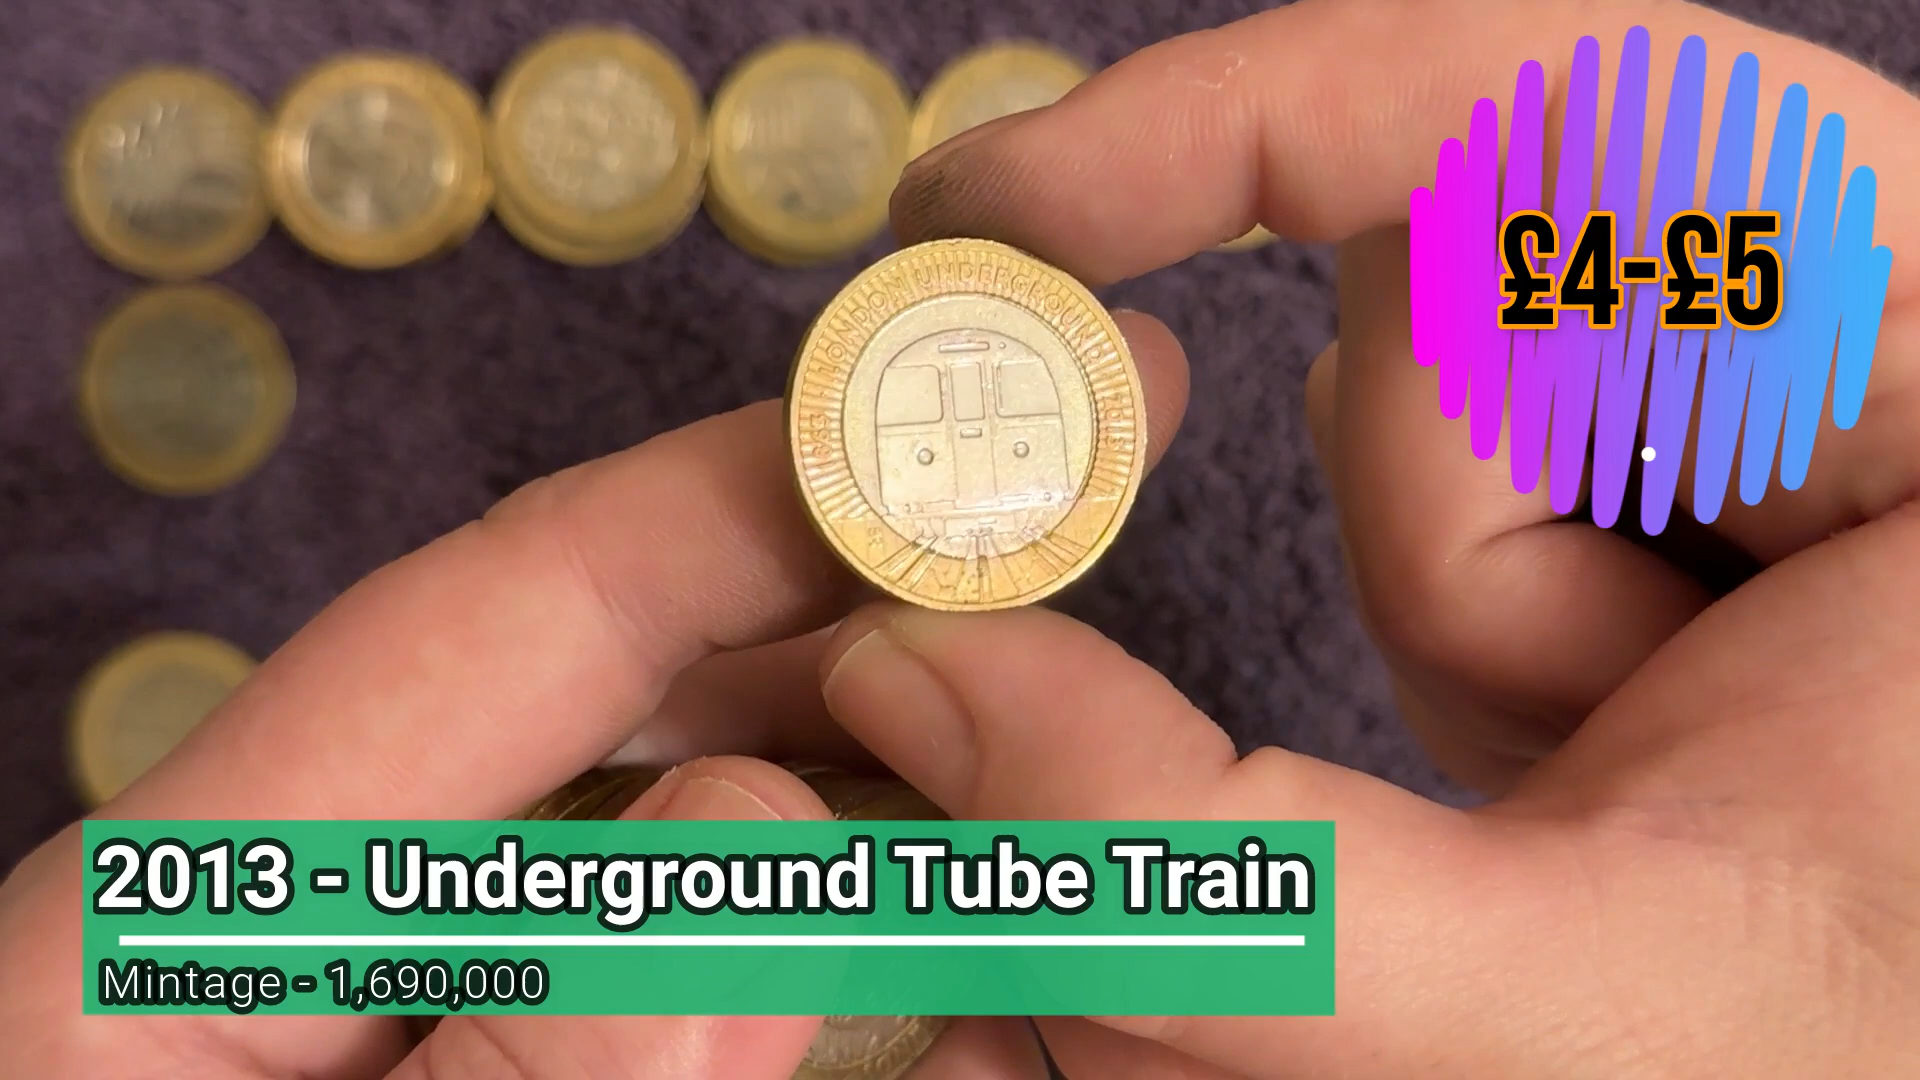 £4-£5
1863 LONDON UNDERGROUND 2013
2013 - Underground Tube Train
Mintage - 1,690,000